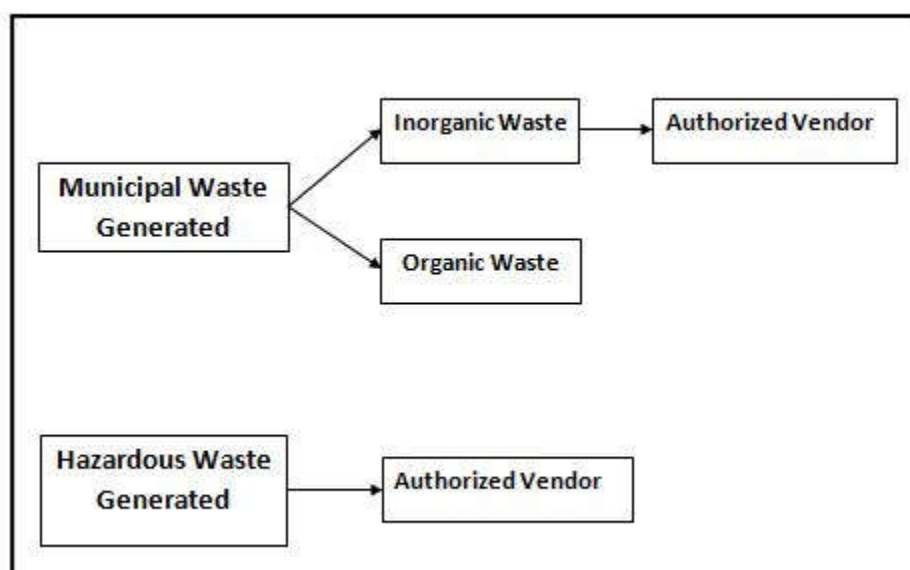 Inorganic Waste
Authorized Vendor
Municipal Waste
Generated
Organic Waste
Hazardous Waste
Generated
Authorized Vendor